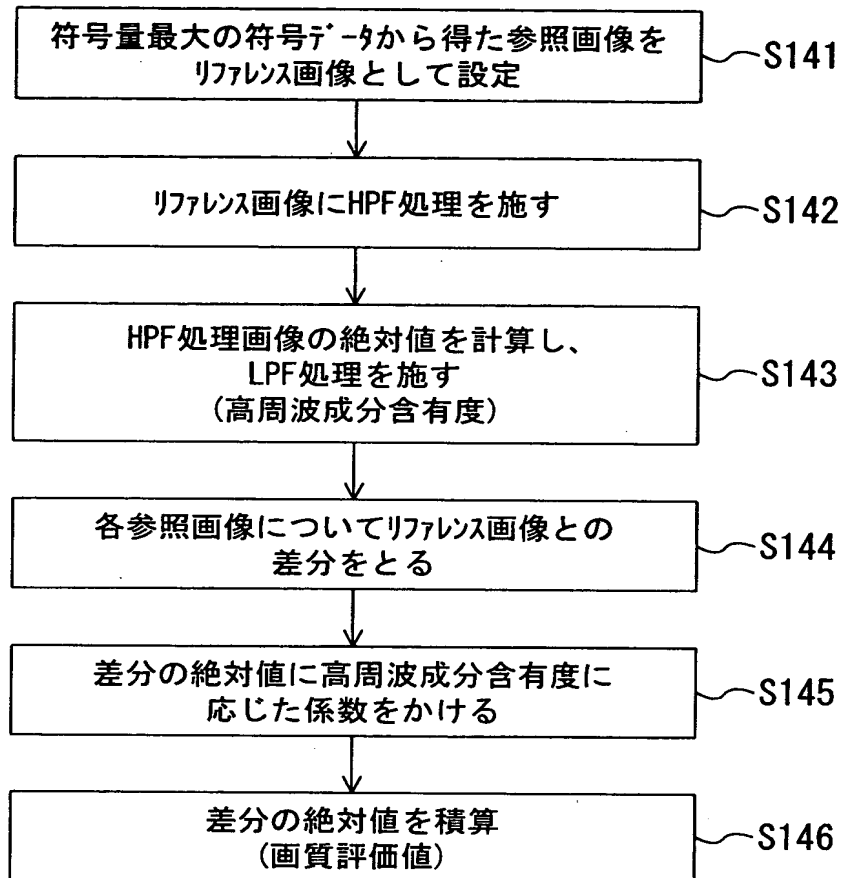 符号量最大の符号ﾃﾞｰﾀから得た参照画像を
ﾘﾌｧﾚﾝｽ画像として設定
S141
ﾘﾌｧﾚﾝｽ画像にHPF処理を施す
S142
HPF処理画像の絶対値を計算し、
LPF処理を施す
(高周波成分含有度)
S143
各参照画像についてﾘﾌｧﾚﾝｽ画像との
差分をとる
S144
差分の絶対値に高周波成分含有度に
応じた係数をかける
S145
差分の絶対値を積算
(画質評価値)
S146